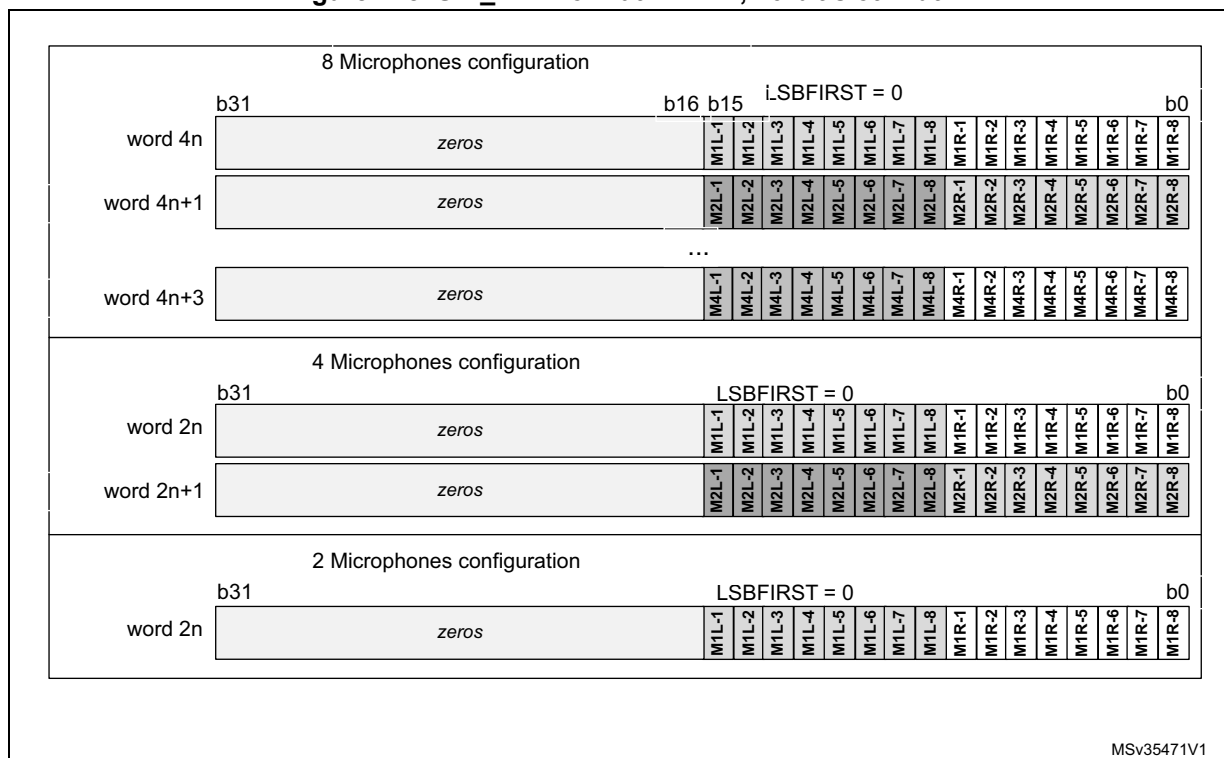 8 Microphones configuration
b31 b16 b15 LSBFIRST = 0 b0
word 4n zeros M1L-1 M1L-2 M1L-3 M1L-4 M1L-5 M1L-6 M1L-7 M1L-8 M1R-1 M1R-2 M1R-3 M1R-4 M1R-5 M1R-6 M1R-7 M1R-8
word 4n+1 zeros M2L-1 M2L-2 M2L-3 M2L-4 M2L-5 M2L-6 M2L-7 M2L-8 M2R-1 M2R-2 M2R-3 M2R-4 M2R-5 M2R-6 M2R-7 M2R-8
...
word 4n+3 zeros M4L-1 M4L-2 M4L-3 M4L-4 M4L-5 M4L-6 M4L-7 M4L-8 M4R-1 M4R-2 M4R-3 M4R-4 M4R-5 M4R-6 M4R-7 M4R-8
4 Microphones configuration
b31 LSBFIRST = 0 b0
word 2n zeros M1L-1 M1L-2 M1L-3 M1L-4 M1L-5 M1L-6 M1L-7 M1L-8 M1R-1 M1R-2 M1R-3 M1R-4 M1R-5 M1R-6 M1R-7 M1R-8
word 2n+1 zeros M2L-1 M2L-2 M2L-3 M2L-4 M2L-5 M2L-6 M2L-7 M2L-8 M2R-1 M2R-2 M2R-3 M2R-4 M2R-5 M2R-6 M2R-7 M2R-8
2 Microphones configuration
b31 LSBFIRST = 0 b0
word 2n zeros M1L-1 M1L-2 M1L-3 M1L-4 M1L-5 M1L-6 M1L-7 M1L-8 M1R-1 M1R-2 M1R-3 M1R-4 M1R-5 M1R-6 M1R-7 M1R-8
MSv35471V1